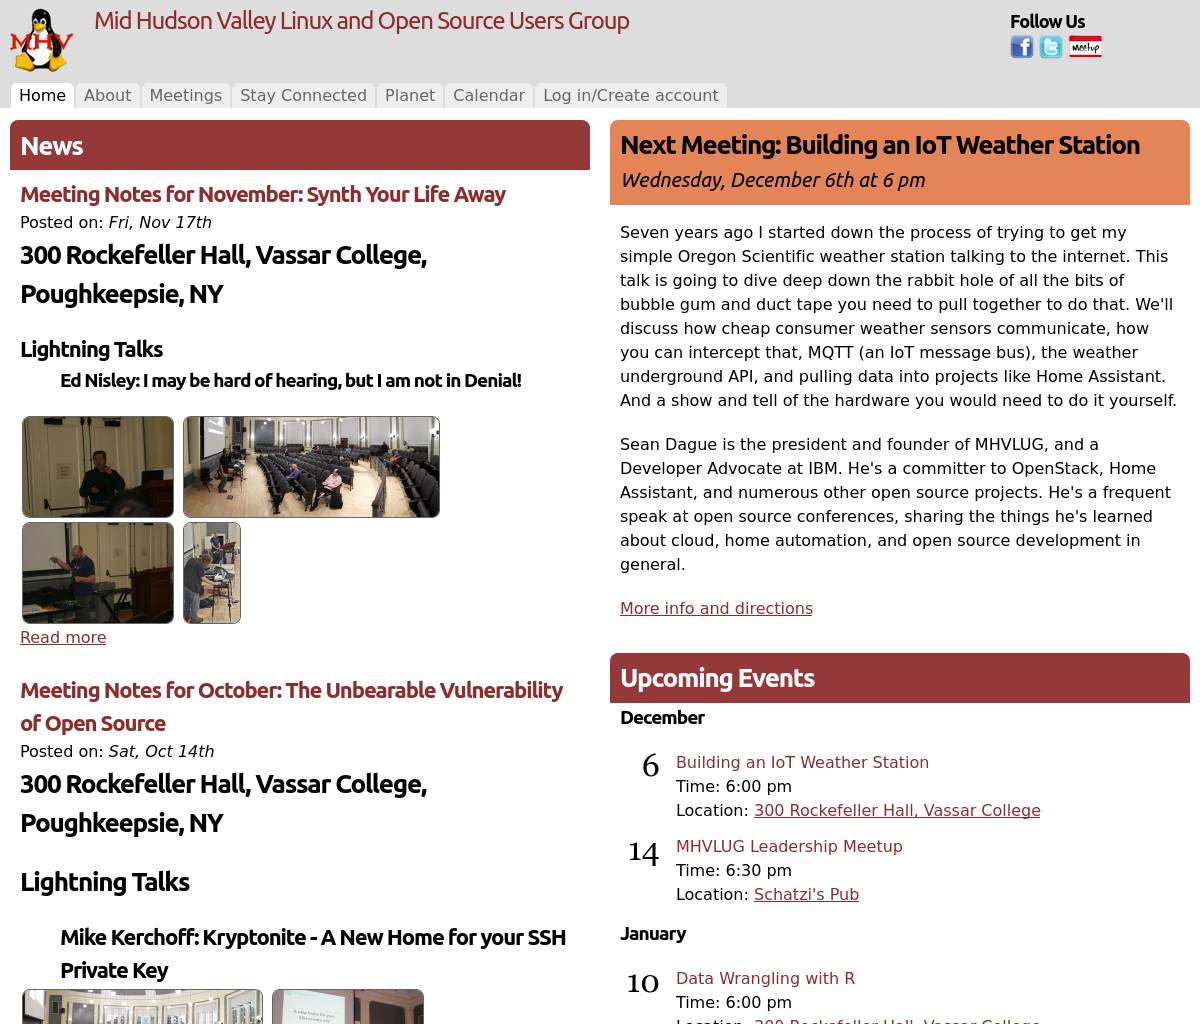 MHV
Mid Hudson Valley Linux and Open Source Users Group
Follow Us
f t Meetup
Home About Meetings Stay Connected Planet Calendar Log in/Create account
News
Meeting Notes for November: Synth Your Life Away
Posted on: Fri, Nov 17th
300 Rockefeller Hall, Vassar College,
Poughkeepsie, NY
Lightning Talks
Ed Nisley: I may be hard of hearing, but I am not in Denial!
Read more
Meeting Notes for October: The Unbearable Vulnerability
of Open Source
Posted on: Sat, Oct 14th
300 Rockefeller Hall, Vassar College,
Poughkeepsie, NY
Lightning Talks
Mike Kerchoff: Kryptonite - A New Home for your SSH
Private Key
Next Meeting: Building an IoT Weather Station
Wednesday, December 6th at 6 pm
Seven years ago I started down the process of trying to get my
simple Oregon Scientific weather station talking to the internet. This
talk is going to dive deep down the rabbit hole of all the bits of
bubble gum and duct tape you need to pull together to do that. We'll
discuss how cheap consumer weather sensors communicate, how
you can intercept that, MQTT (an IoT message bus), the weather
underground API, and pulling data into projects like Home Assistant.
And a show and tell of the hardware you would need to do it yourself.
Sean Dague is the president and founder of MHVLUG, and a
Developer Advocate at IBM. He's a committer to OpenStack, Home
Assistant, and numerous other open source projects. He's a frequent
speak at open source conferences, sharing the things he's learned
about cloud, home automation, and open source development in
general.
More info and directions
Upcoming Events
December
6 Building an IoT Weather Station
Time: 6:00 pm
Location: 300 Rockefeller Hall, Vassar College
14 MHVLUG Leadership Meetup
Time: 6:30 pm
Location: Schatzi's Pub
January
10 Data Wrangling with R
Time: 6:00 pm
Location: 300 Rockefeller Hall, Vassar College